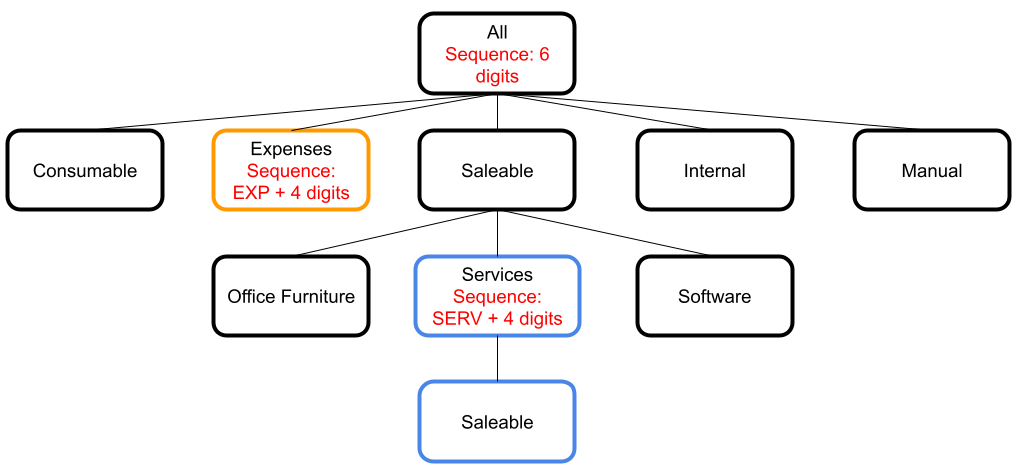 All
Sequence: 6
digits
Consumable
Expenses
Sequence:
EXP + 4 digits
Saleable
Internal
Manual
Office Furniture
Services
Sequence:
SERV + 4 digits
Software
Saleable